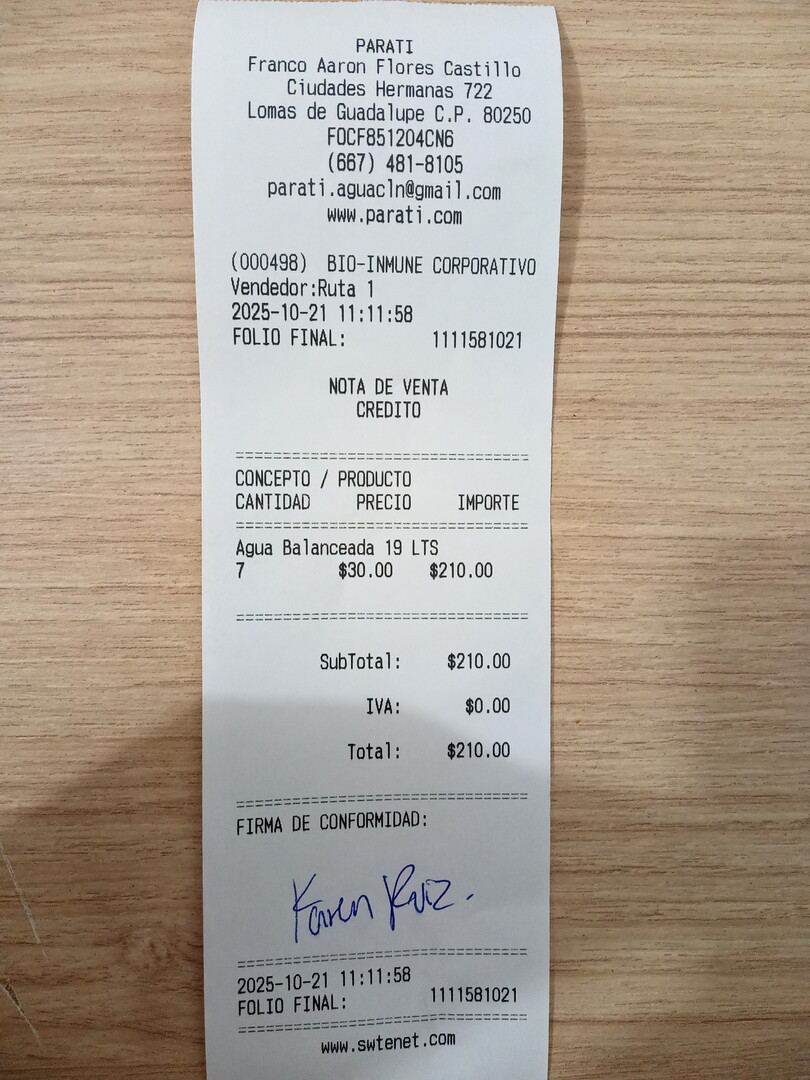 PARATI
Franco Aaron Flores Castillo
Ciudades Hermanas 722
Lomas de Guadalupe C.P. 80250
FOCF851204CN6
(667) 481-8105
parati.aguacln@gmail.com
www.parati.com
(000498) BIO-INMUNE CORPORATIVO
Vendedor:Ruta 1
2025-10-21 11:11:58
FOLIO FINAL: 1111581021
NOTA DE VENTA
CREDITO
CONCEPTO / PRODUCTO
CANTIDAD PRECIO IMPORTE
Agua Balanceada 19 LTS
7 $30.00 $210.00
SubTotal: $210.00
IVA: $0.00
Total: $210.00
FIRMA DE CONFORMIDAD:
Karen Ruiz.
2025-10-21 11:11:58
FOLIO FINAL: 1111581021
www.swtenet.com